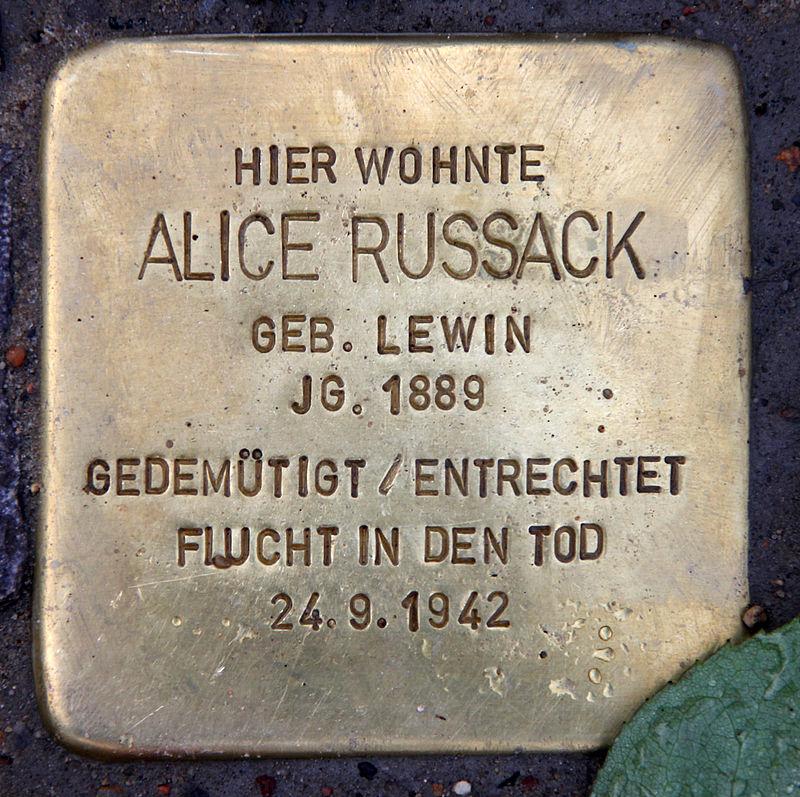 HIER WOHNTE
ALICE RUSSACK
GEB. LEWIN
JG. 1889
GEDEMÜTIGT / ENTRECHTET
FLUCHT IN DEN TOD
24.9.1942